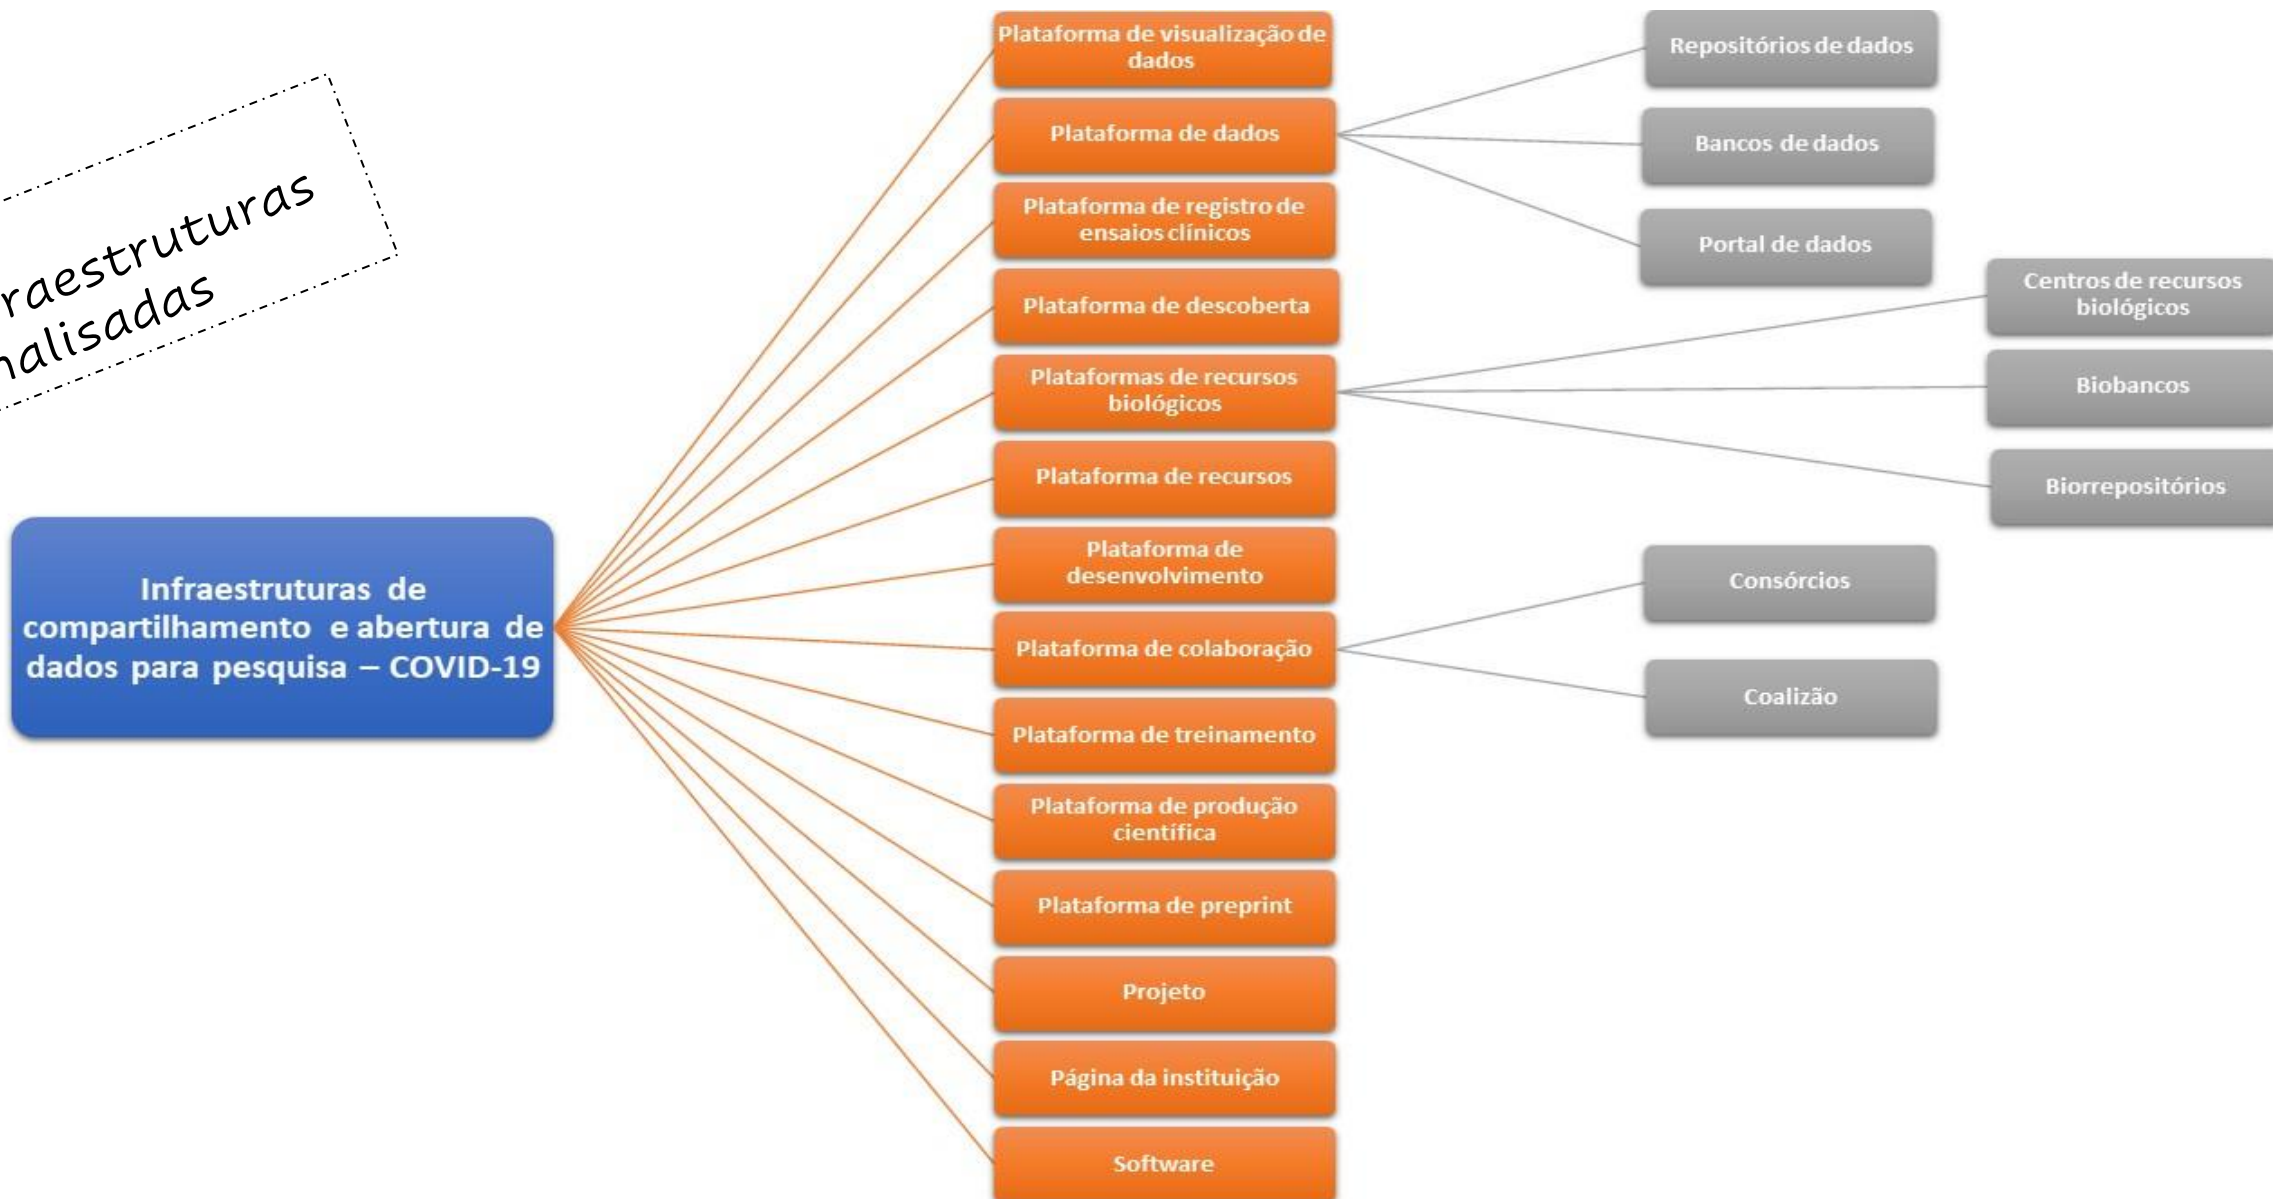 Plataforma de visualização de
dados
Plataforma de dados
Plataforma de registro de
ensaios clínicos
Plataforma de descoberta
Plataformas de recursos
biológicos
Plataforma de recursos
Plataforma de
desenvolvimento
Plataforma de colaboração
Plataforma de treinamento
Plataforma de produção
científica
Plataforma de preprint
Projeto
Página da instituição
Software
Repositórios de dados
Bancos de dados
Portal de dados
Centros de recursos
biológicos
Biobancos
Biorrepositórios
Consórcios
Coalizão
raestruturas
nalisadas
Infraestruturas de
compartilhamento e abertura de
dados para pesquisa – COVID-19